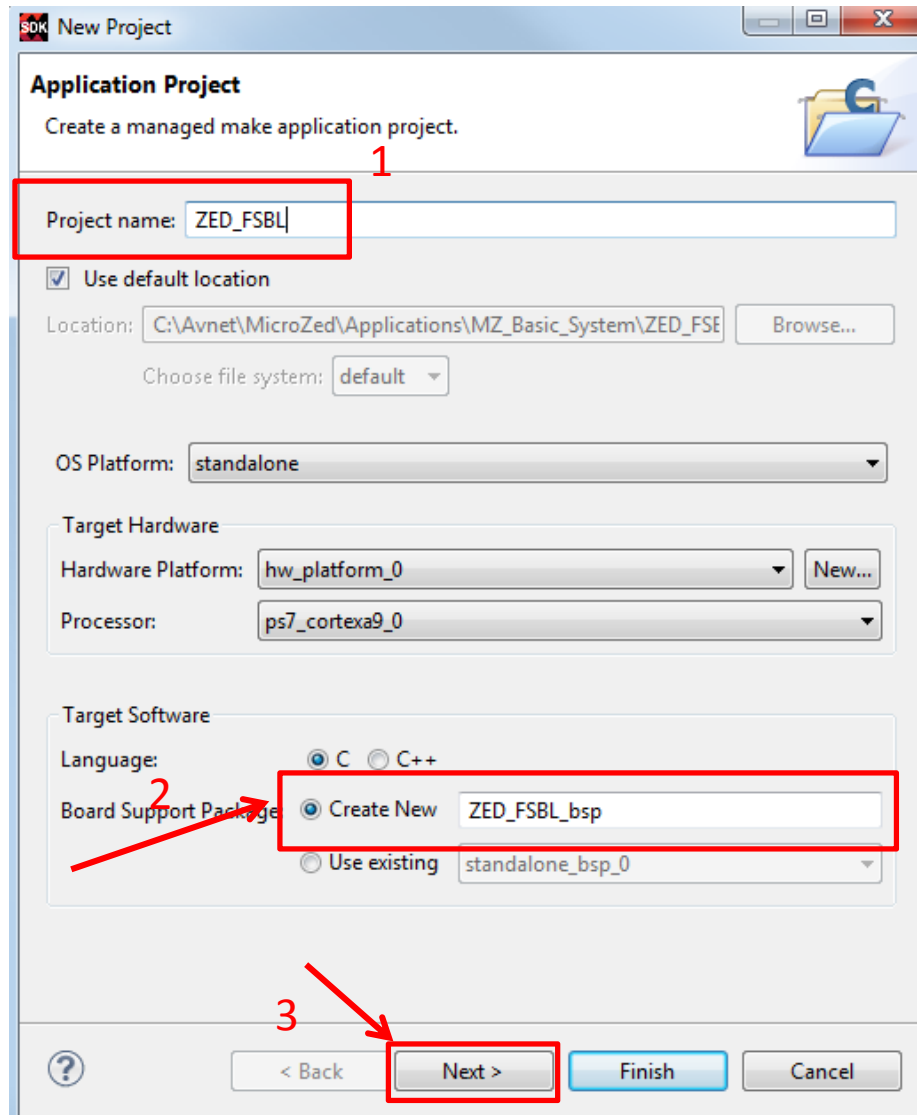 SDK New Project
Application Project
Create a managed make application project.
1
Project name: ZED_FSBL
Use default location
Location: C:\Avnet\MicroZed\Applications\MZ_Basic_System\ZED_FSE Browse...
Choose file system: default
OS Platform: standalone
Target Hardware
Hardware Platform: hw_platform_0 New...
Processor: ps7_cortexa9_0
Target Software
Language: C C++
2
Board Support Package: Create New ZED_FSBL_bsp
Use existing standalone_bsp_0
3
? < Back Next > Finish Cancel